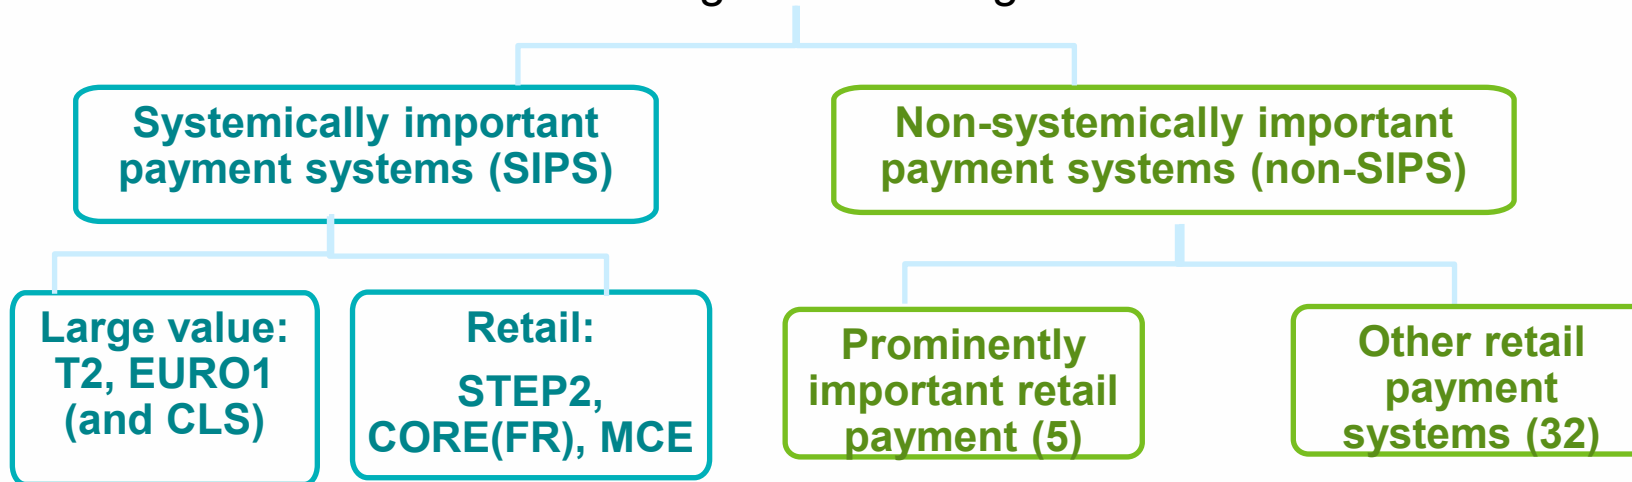 Systemically important
payment systems (SIPS)
Non-systemically important
payment systems (non-SIPS)
Large value:
T2, EURO1
(and CLS)
Retail:
STEP2,
CORE(FR), MCE
Prominently
important retail
payment (5)
Other retail
payment
systems (32)